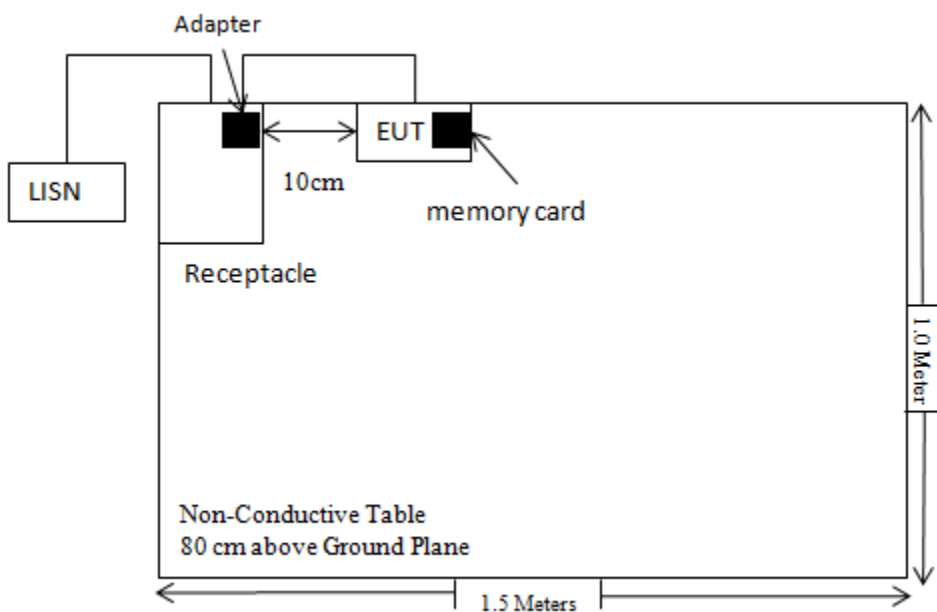 Adapter
EUT
LISN
10cm
memory card
Receptacle
1.0 Meter
Non-Conductive Table
80 cm above Ground Plane
1.5 Meters